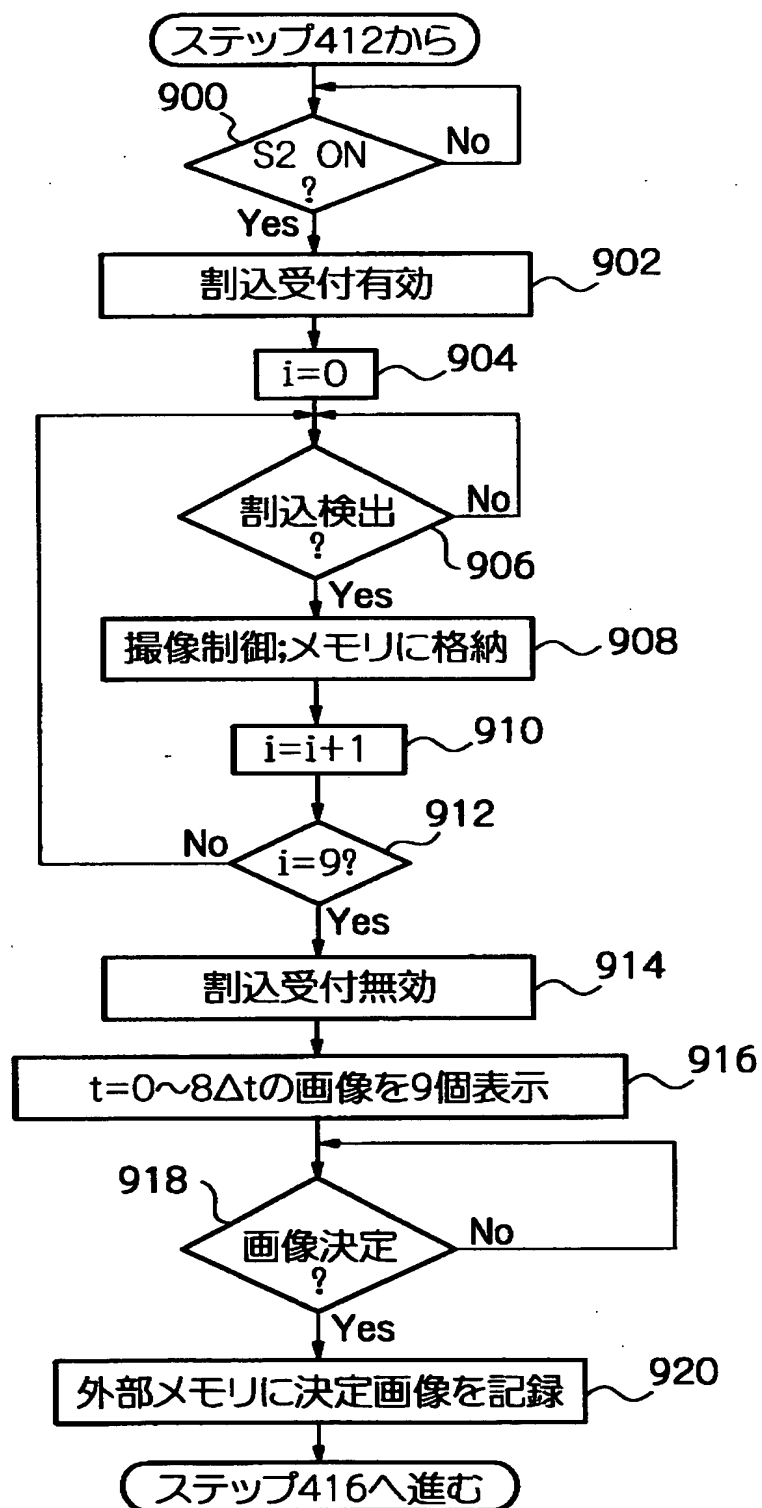 ステップ412から
900
S2 ON
?
No
Yes
割込受付有効
902
i=0
904
割込検出
?
No
906
Yes
撮像制御;メモリに格納
908
i=i+1
910
912
No
i=9?
Yes
割込受付無効
914
t=0～8Δtの画像を9個表示
916
918
画像決定
?
No
Yes
外部メモリに決定画像を記録
920
ステップ416へ進む